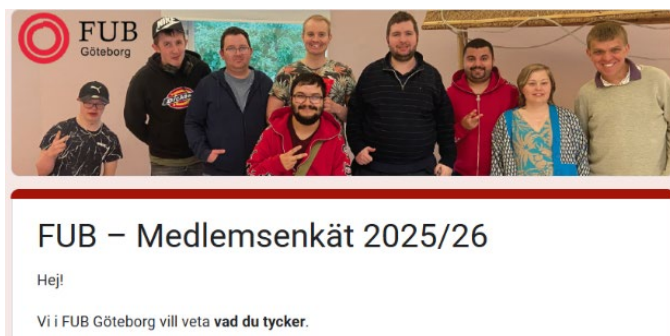 FUB
Göteborg
FUB – Medlemsenkät 2025/26
Hej!
Vi i FUB Göteborg vill veta vad du tycker.